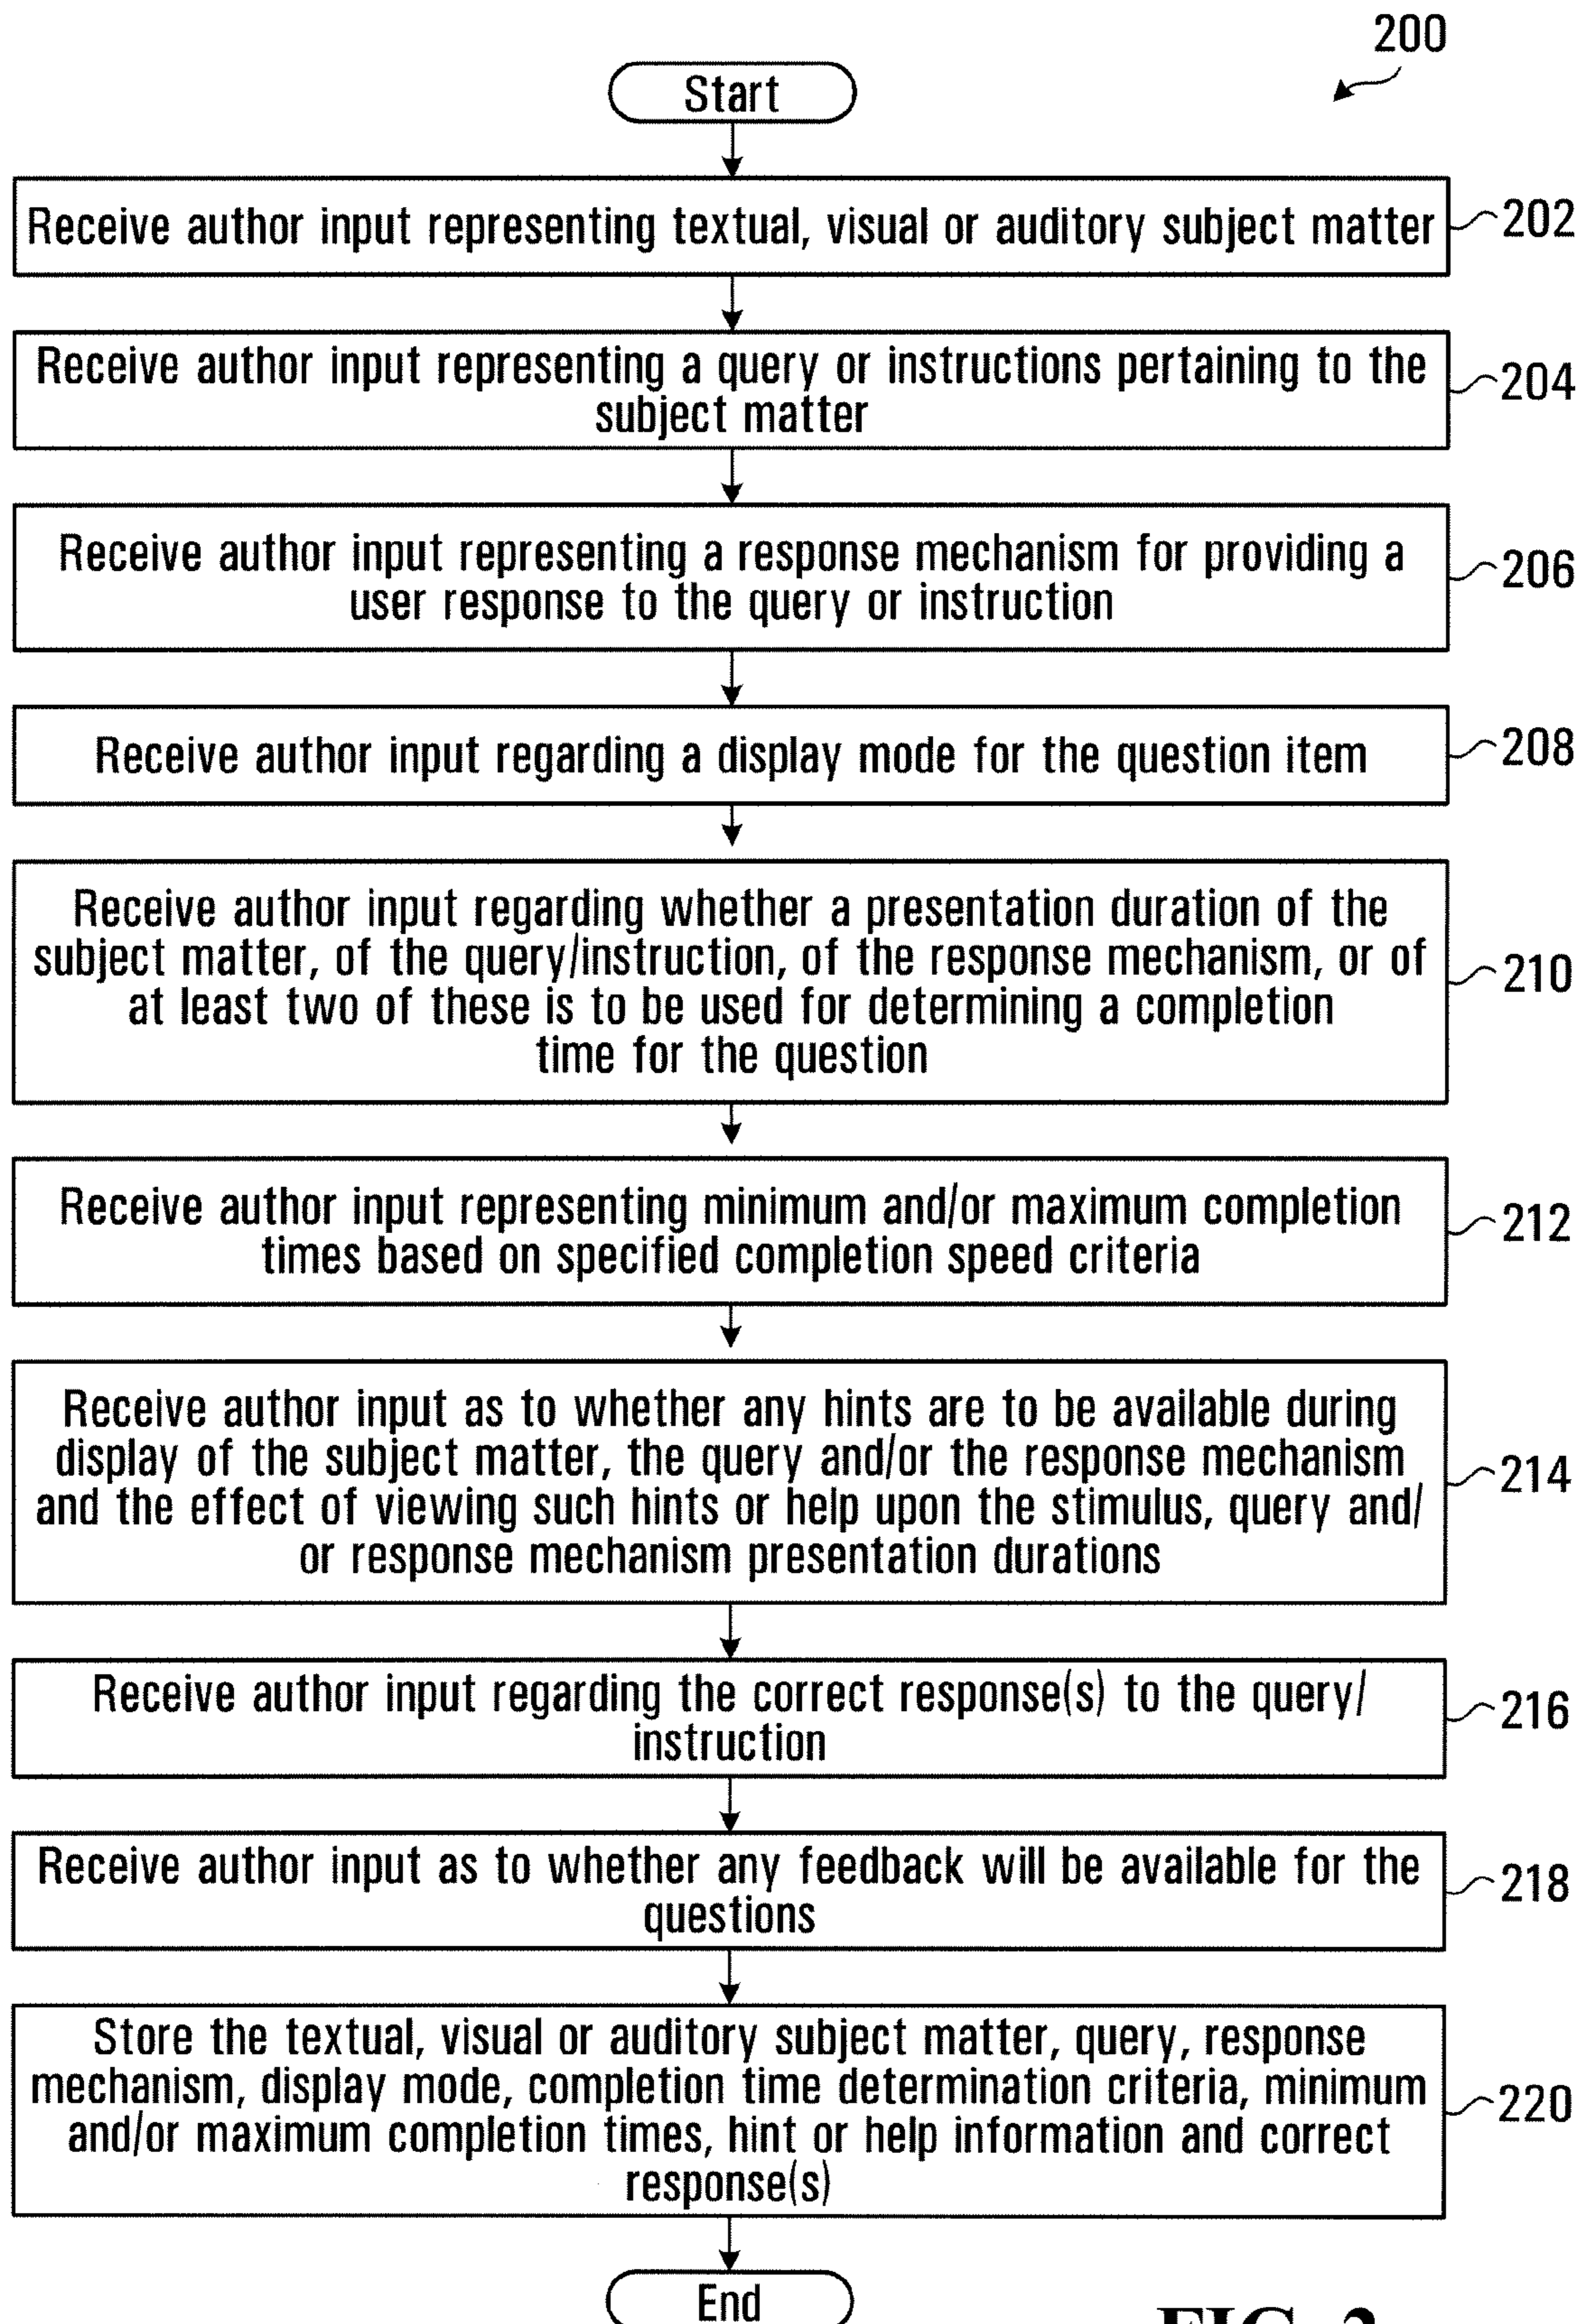 200
Start
Receive author input representing textual, visual or auditory subject matter
202
Receive author input representing a query or instructions pertaining to the
subject matter
204
Receive author input representing a response mechanism for providing a
user response to the query or instruction
206
Receive author input regarding a display mode for the question item
208
Receive author input regarding whether a presentation duration of the
subject matter, of the query/instruction, of the response mechanism, or of
at least two of these is to be used for determining a completion
time for the question
210
Receive author input representing minimum and/or maximum completion
times based on specified completion speed criteria
212
Receive author input as to whether any hints are to be available during
display of the subject matter, the query and/or the response mechanism
and the effect of viewing such hints or help upon the stimulus, query and/
or response mechanism presentation durations
214
Receive author input regarding the correct response(s) to the query/
instruction
216
Receive author input as to whether any feedback will be available for the
questions
218
Store the textual, visual or auditory subject matter, query, response
mechanism, display mode, completion time determination criteria, minimum
and/or maximum completion times, hint or help information and correct
response(s)
220
End